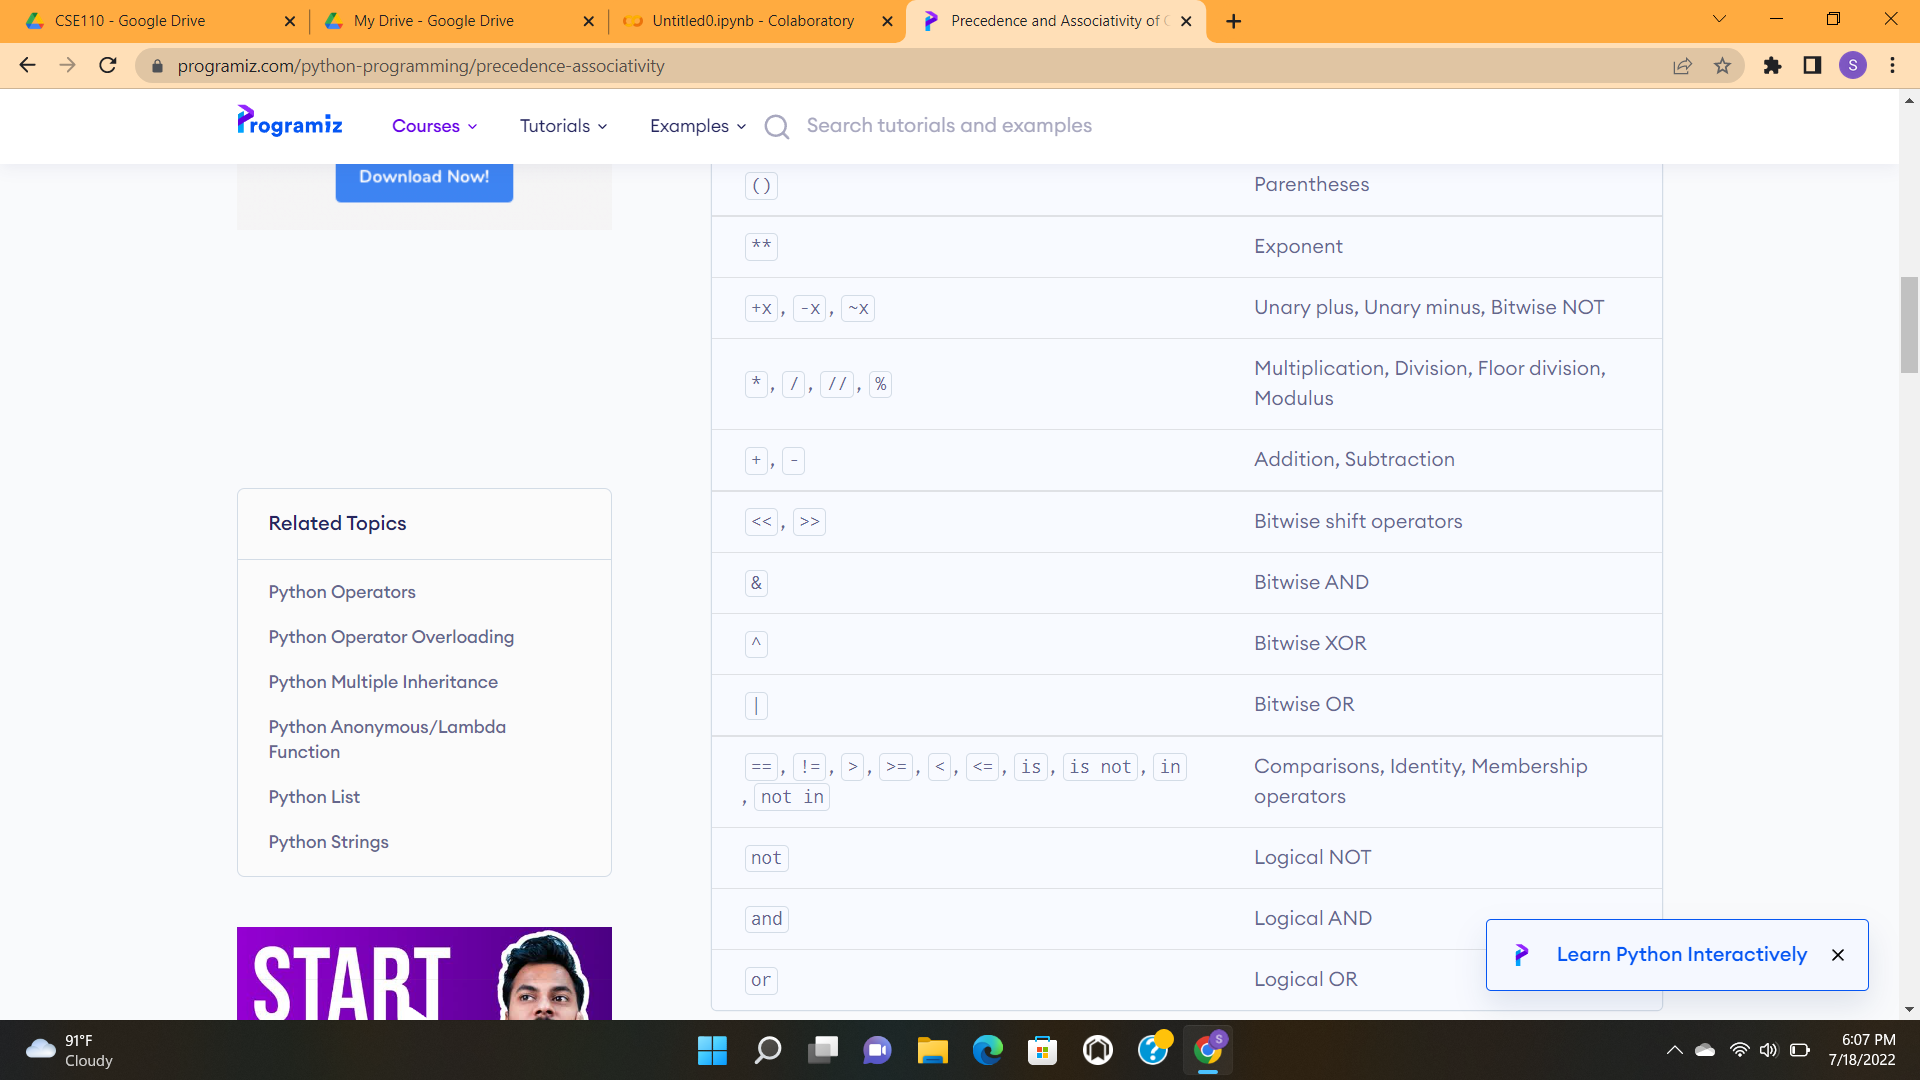 CSE110 - Google Drive
My Drive - Google Drive
Untitled0.ipynb - Colaboratory
Precedence and Associativity of
programiz.com/python-programming/precedence-associativity
S
Programiz
Courses
Tutorials
Examples
Search tutorials and examples
Download Now!
() Parentheses
** Exponent
+x, -x, ~x Unary plus, Unary minus, Bitwise NOT
*, /, //, % Multiplication, Division, Floor division,
Modulus
+, - Addition, Subtraction
<<, >> Bitwise shift operators
& Bitwise AND
^ Bitwise XOR
| Bitwise OR
==, !=, >, >=, <, <=, is, is not, in Comparisons, Identity, Membership
, not in operators
not Logical NOT
and Logical AND
or Logical OR
Related Topics
Python Operators
Python Operator Overloading
Python Multiple Inheritance
Python Anonymous/Lambda
Function
Python List
Python Strings
START
Learn Python Interactively
91°F
Cloudy
S
6:07 PM
7/18/2022